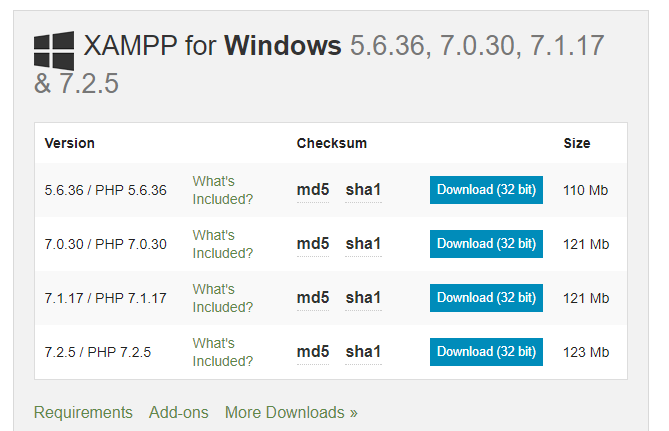 XAMPP for Windows 5.6.36, 7.0.30, 7.1.17
& 7.2.5
Version Checksum Size
5.6.36 / PHP 5.6.36 What's Included? md5 sha1 Download (32 bit) 110 Mb
7.0.30 / PHP 7.0.30 What's Included? md5 sha1 Download (32 bit) 121 Mb
7.1.17 / PHP 7.1.17 What's Included? md5 sha1 Download (32 bit) 121 Mb
7.2.5 / PHP 7.2.5 What's Included? md5 sha1 Download (32 bit) 123 Mb
Requirements Add-ons More Downloads »